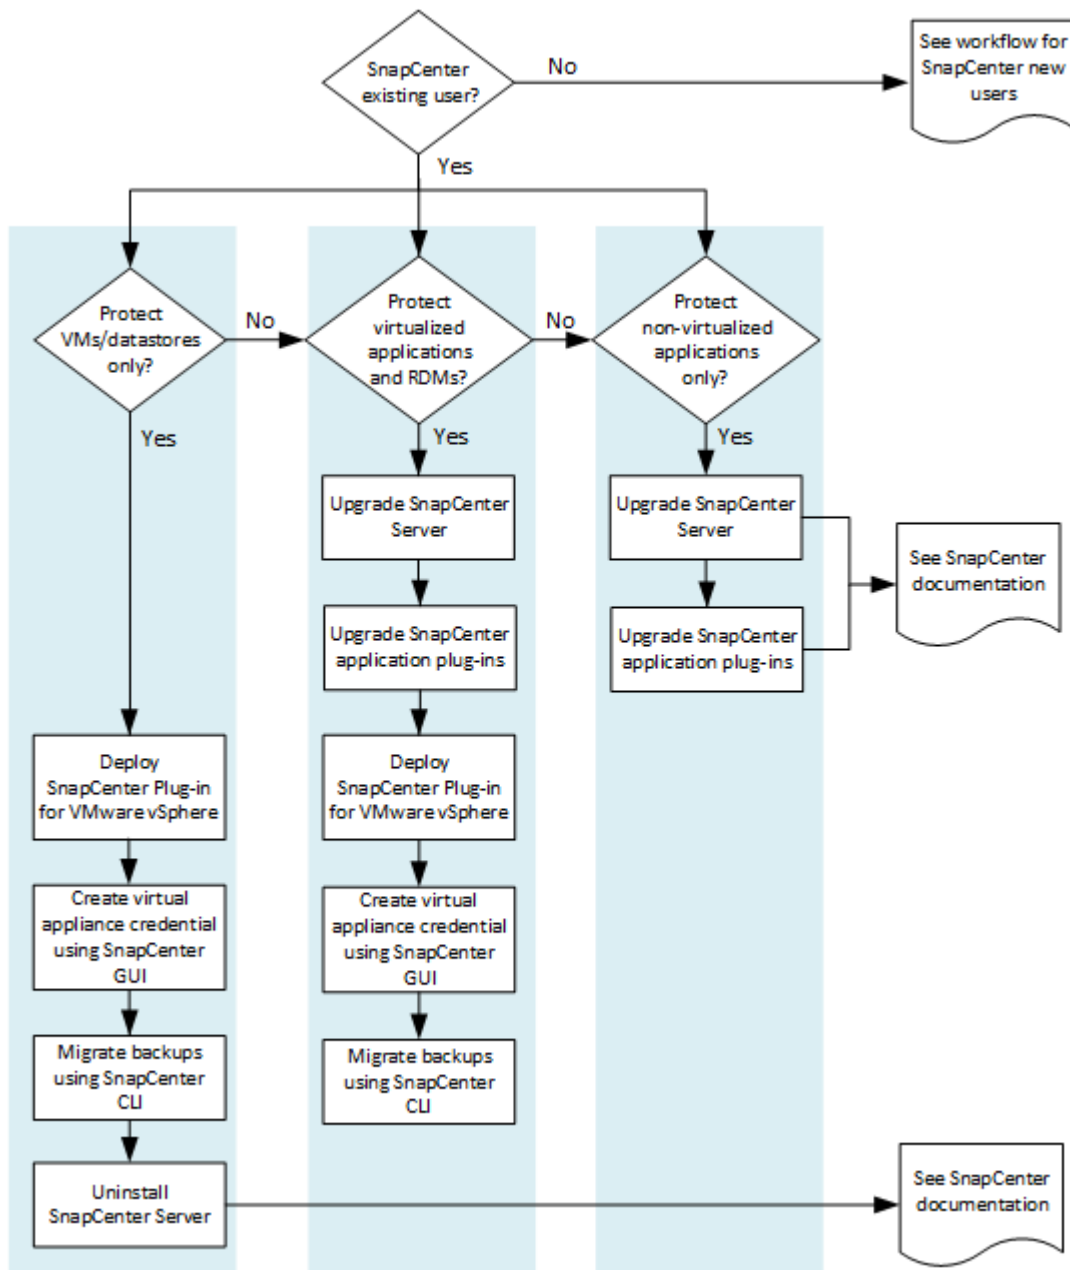 SnapCenter
existing user?
No
See workflow for
SnapCenter new
users
Yes
Protect
VMs/datastores
only?
No
Protect
virtualized
applications
and RDMs?
No
Protect
non-virtualized
applications
only?
Yes
Yes
Yes
Upgrade SnapCenter
Server
Upgrade SnapCenter
Server
See SnapCenter
documentation
Upgrade SnapCenter
application plug-ins
Upgrade SnapCenter
application plug-ins
Deploy
SnapCenter Plug-in
for VMware vSphere
Deploy
SnapCenter Plug-in
for VMware vSphere
Create virtual
appliance credential
using SnapCenter
GUI
Create virtual
appliance credential
using SnapCenter
GUI
Migrate backups
using SnapCenter
CLI
Migrate backups
using SnapCenter
CLI
Uninstall
SnapCenter Server
See SnapCenter
documentation